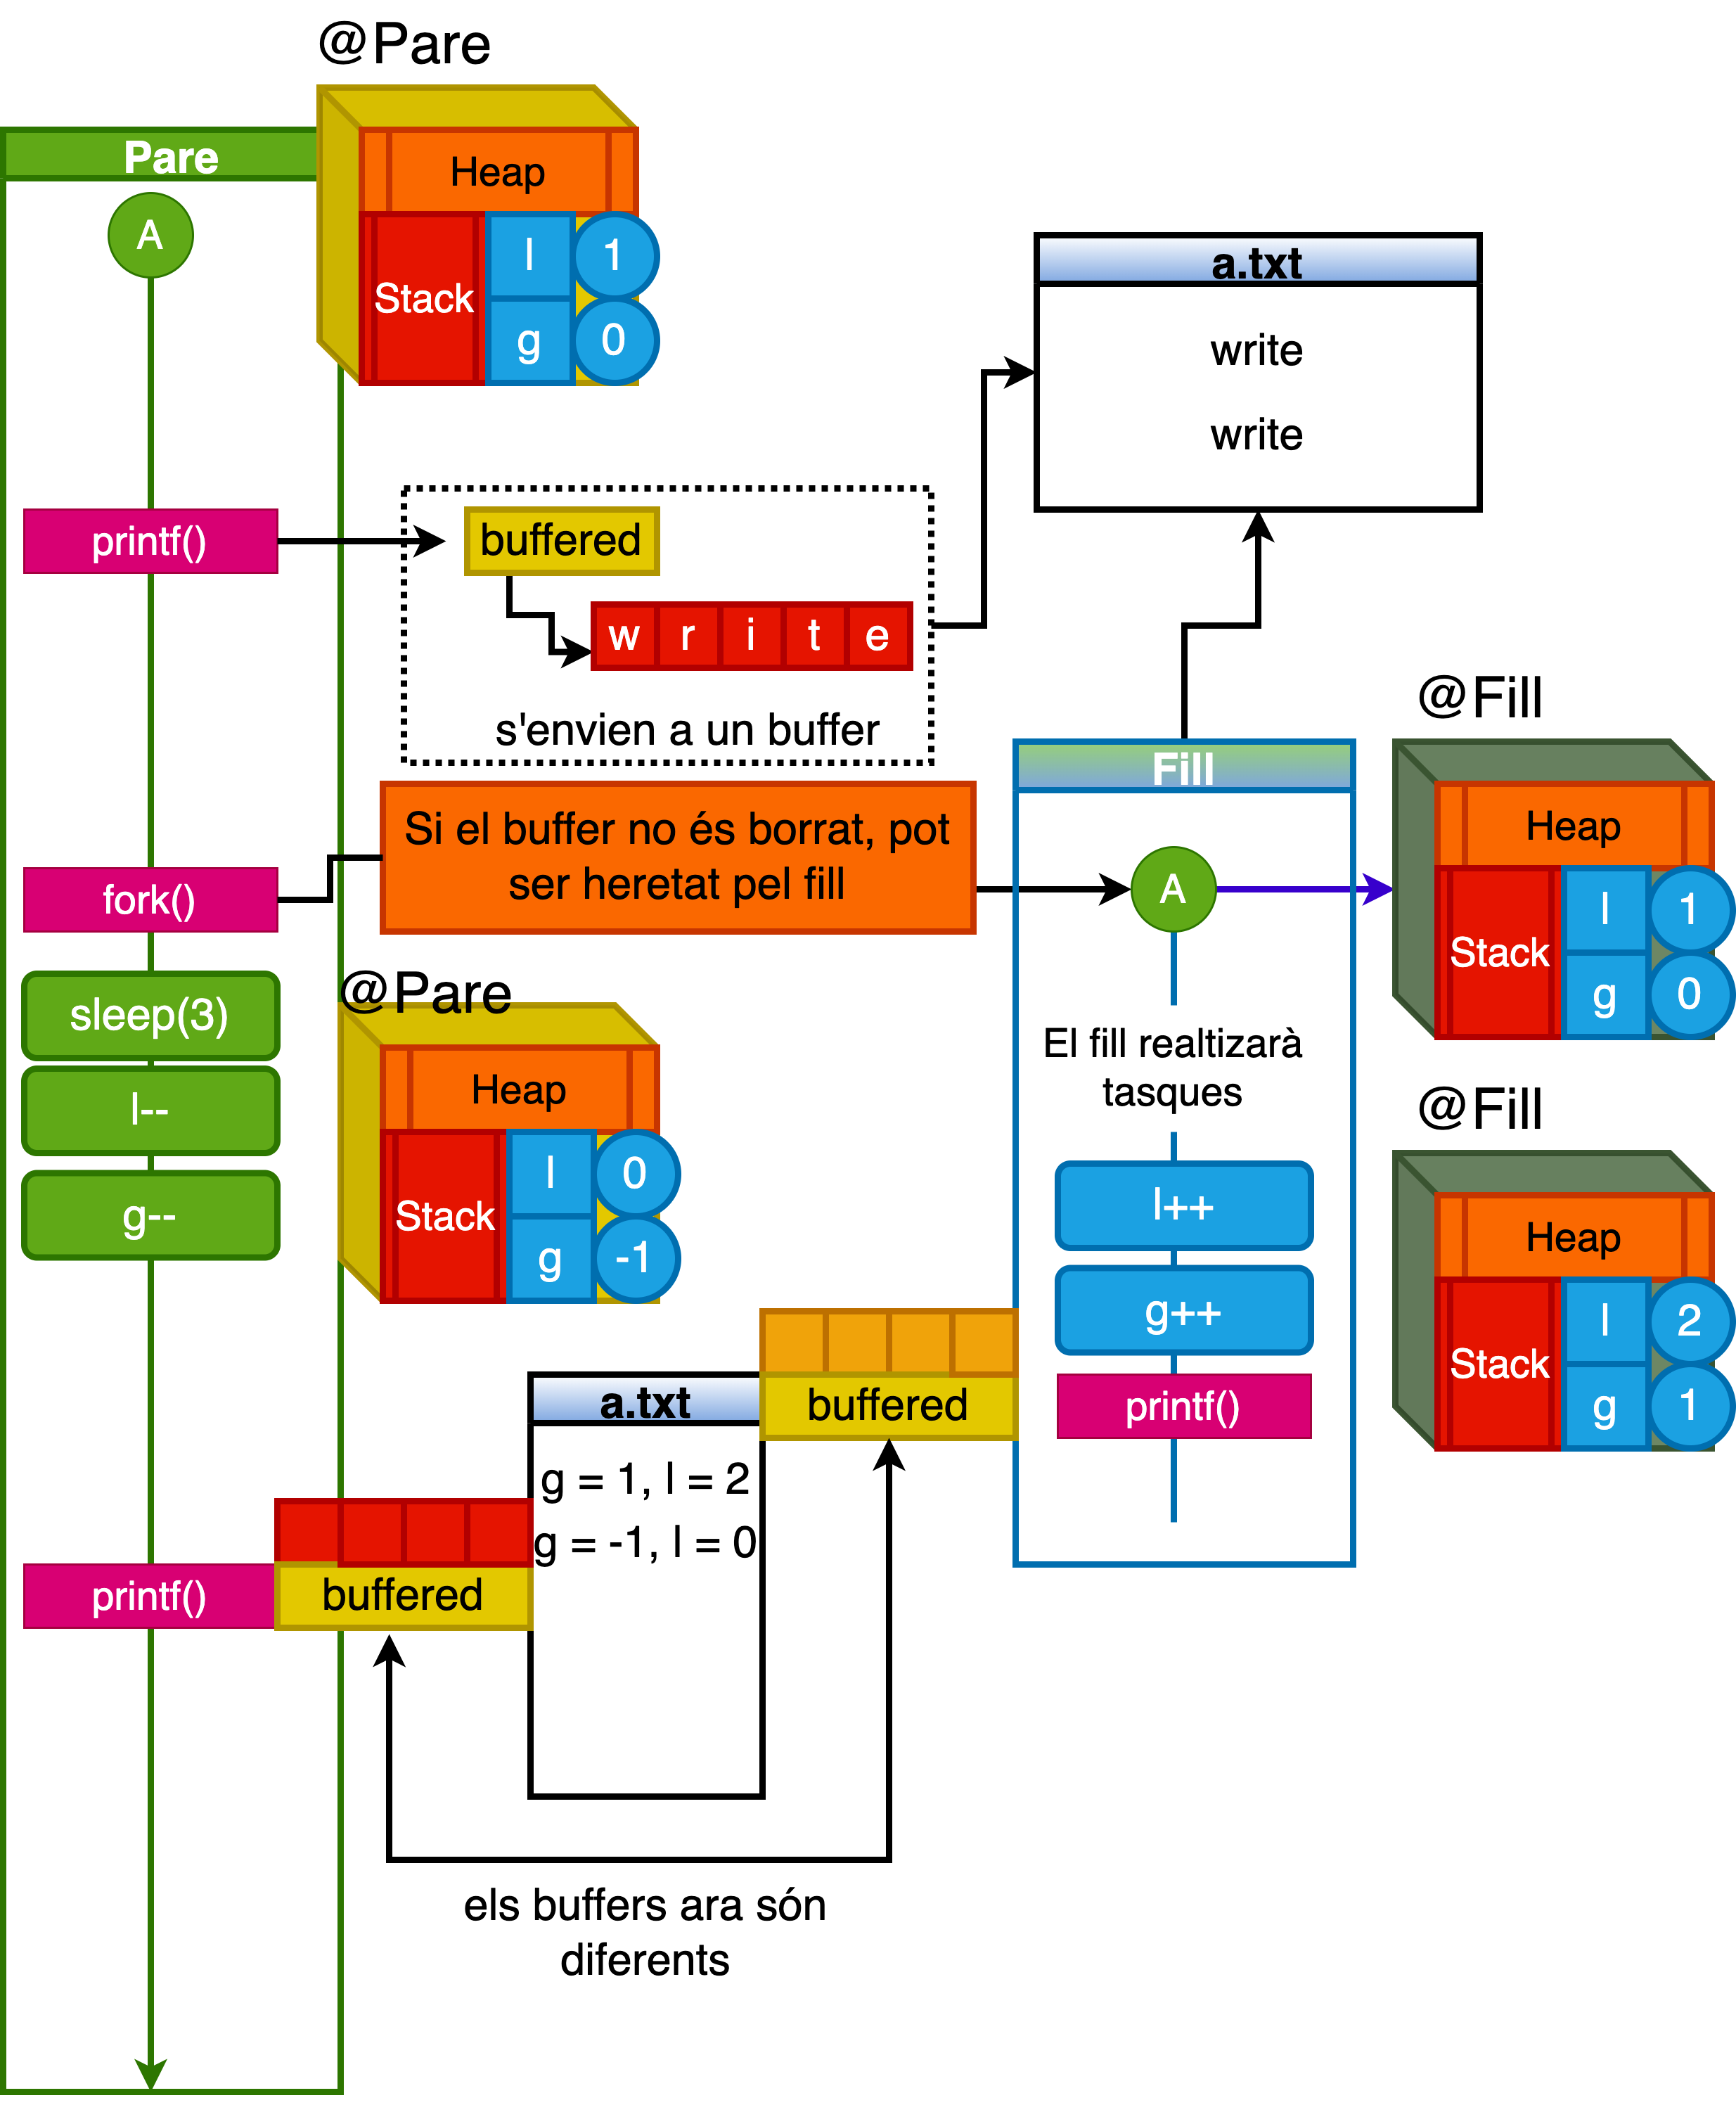 @Pare
Pare
A
Heap
Stack
l
1
g
0
a.txt
write
write
printf()
buffered
w r i t e
s'envien a un buffer
Fill
@Fill
Si el buffer no és borrat, pot
ser heretat pel fill
fork()
A
Heap
Stack
l
1
g
0
sleep(3)
l--
g--
@Pare
Heap
Stack
l
0
g
-1
El fill realtizarà
tasques
l++
g++
printf()
@Fill
Heap
Stack
l
2
g
1
a.txt
buffered
g = 1, l = 2
g = -1, l = 0
printf()
buffered
els buffers ara són
diferents